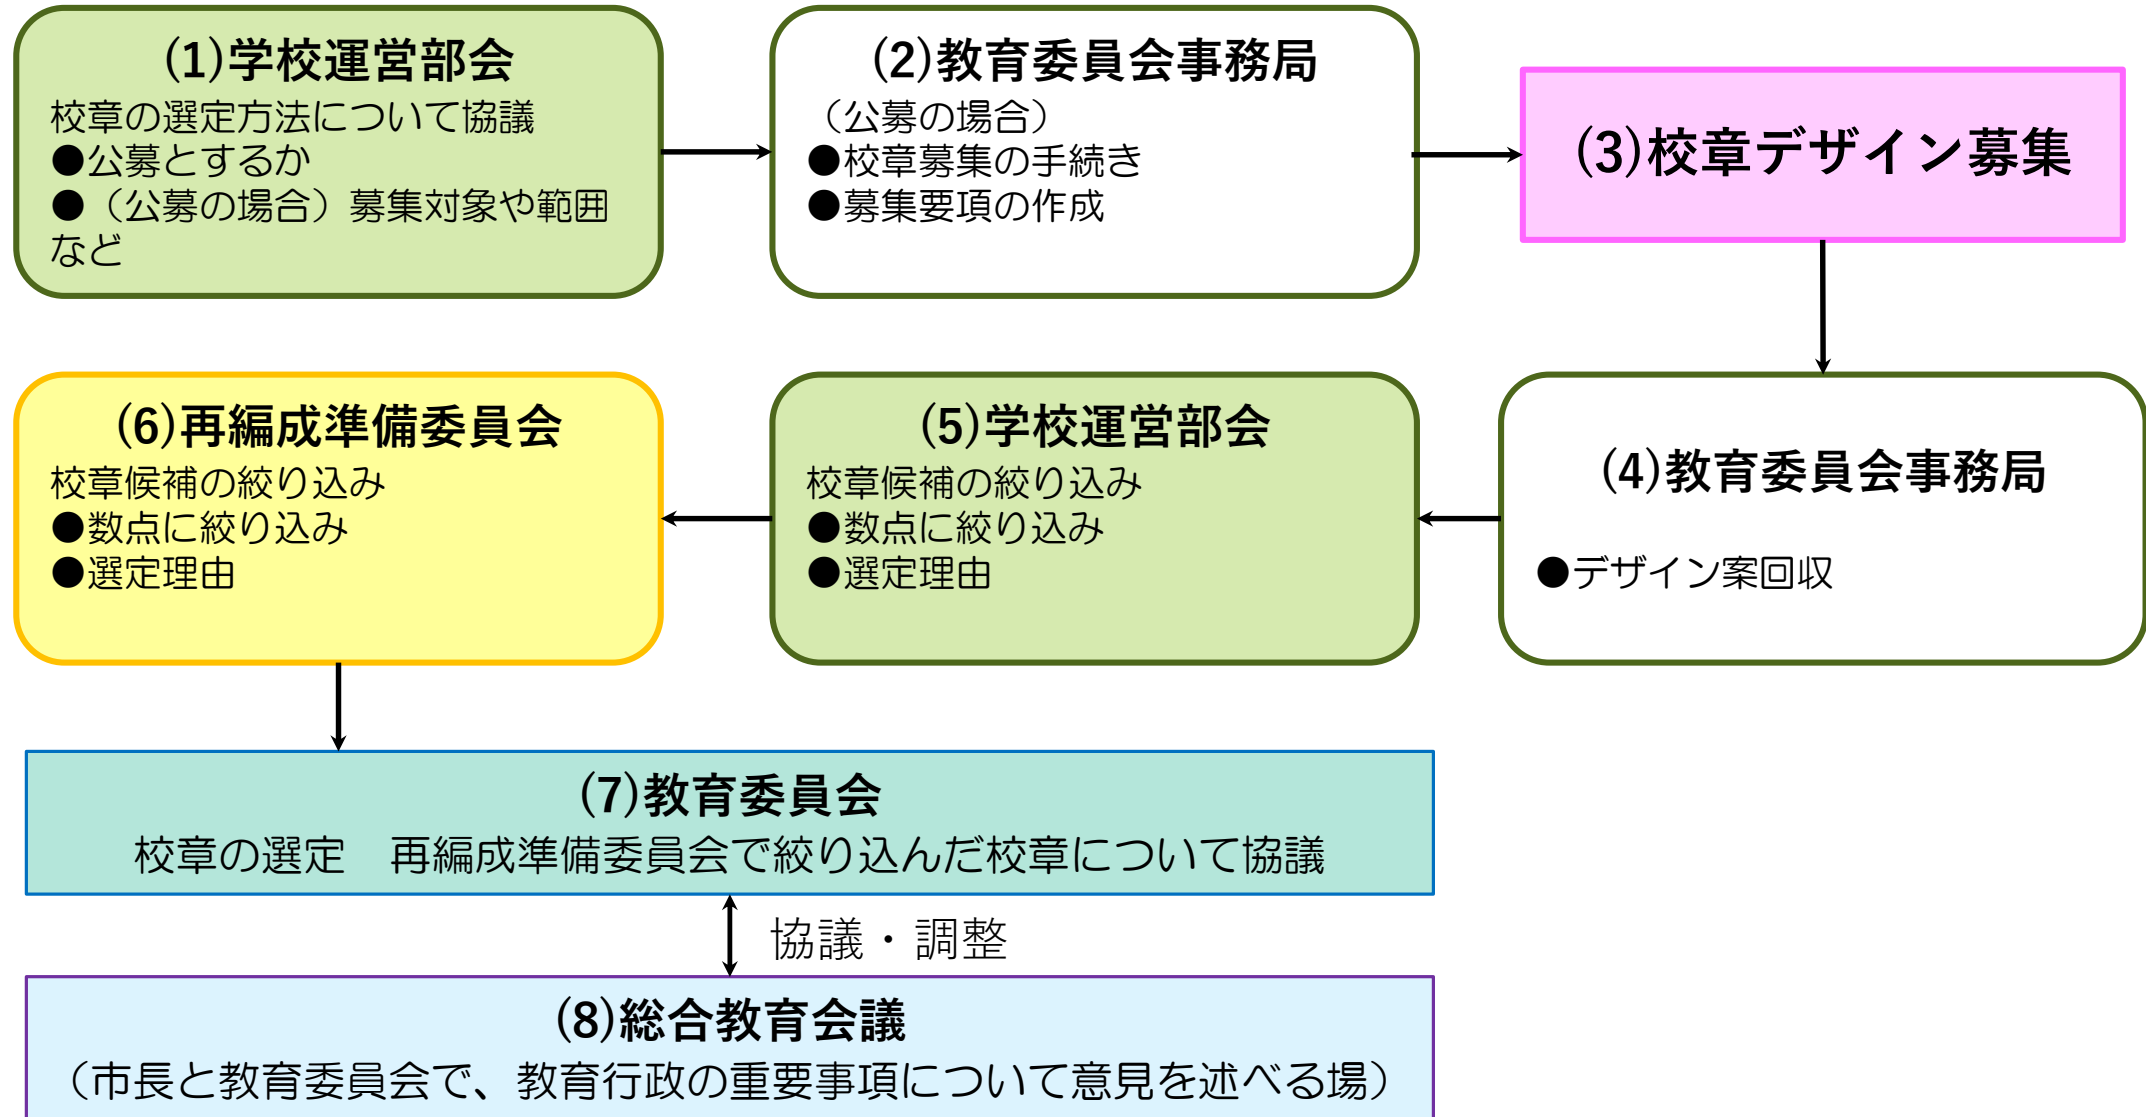 (1)学校運営部会
校章の選定方法について協議
●公募とするか
●（公募の場合）募集対象や範囲
など
(2)教育委員会事務局
（公募の場合）
●校章募集の手続き
●募集要項の作成
(3)校章デザイン募集
(4)教育委員会事務局
●デザイン案回収
(5)学校運営部会
校章候補の絞り込み
●数点に絞り込み
●選定理由
(6)再編成準備委員会
校章候補の絞り込み
●数点に絞り込み
●選定理由
(7)教育委員会
校章の選定　再編成準備委員会で絞り込んだ校章について協議
協議・調整
(8)総合教育会議
（市長と教育委員会で、教育行政の重要事項について意見を述べる場）